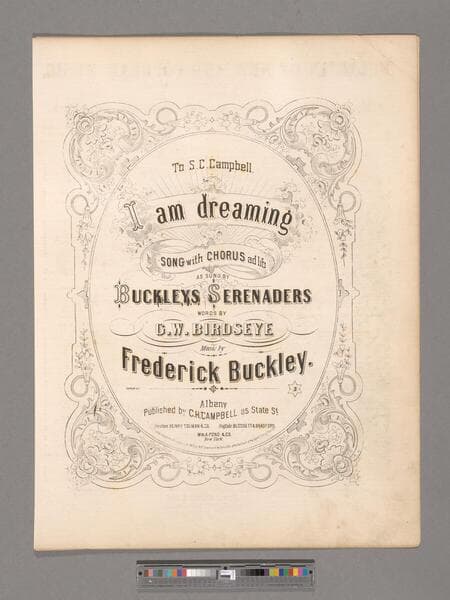 To S.C. Campbell.
I am dreaming
SONG with CHORUS ad lib
AS SUNG BY
BUCKLEYS SERENADERS
WORDS BY
G.W. BIRDSEYE
Music by
Frederick Buckley.
3
Albany
Published by C.H. CAMPBELL
State St
Boston HENRY TOLMAN & CO.
Buffalo BLODGETT & BRADFORD.
WM. A. POND & CO.
New York